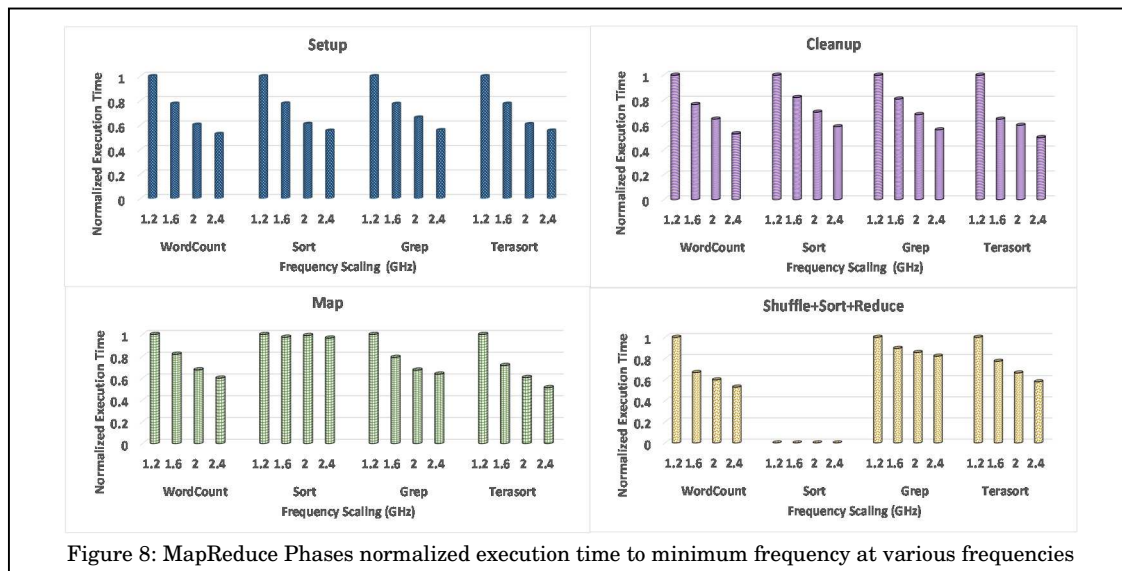 Setup
Normalized Execution Time
1
0.8
0.6
0.4
0.2
0
1.2 1.6 2 2.4 1.2 1.6 2 2.4 1.2 1.6 2 2.4 1.2 1.6 2 2.4
WordCount Sort Grep Terasort
Frequency Scaling (GHz)
Cleanup
Normalized Execution Time
1
0.8
0.6
0.4
0.2
0
1.2 1.6 2 2.4 1.2 1.6 2 2.4 1.2 1.6 2 2.4 1.2 1.6 2 2.4
WordCount Sort Grep Terasort
Frequency Scaling (GHz)
Map
Normalized Execution Time
1
0.8
0.6
0.4
0.2
0
1.2 1.6 2 2.4 1.2 1.6 2 2.4 1.2 1.6 2 2.4 1.2 1.6 2 2.4
WordCount Sort Grep Terasort
Frequency Scaling (GHz)
Shuffle+Sort+Reduce
Normalized Execution Time
1
0.8
0.6
0.4
0.2
0
1.2 1.6 2 2.4 1.2 1.6 2 2.4 1.2 1.6 2 2.4 1.2 1.6 2 2.4
WordCount Sort Grep Terasort
Frequency Scaling (GHz)
Figure 8: MapReduce Phases normalized execution time to minimum frequency at various frequencies